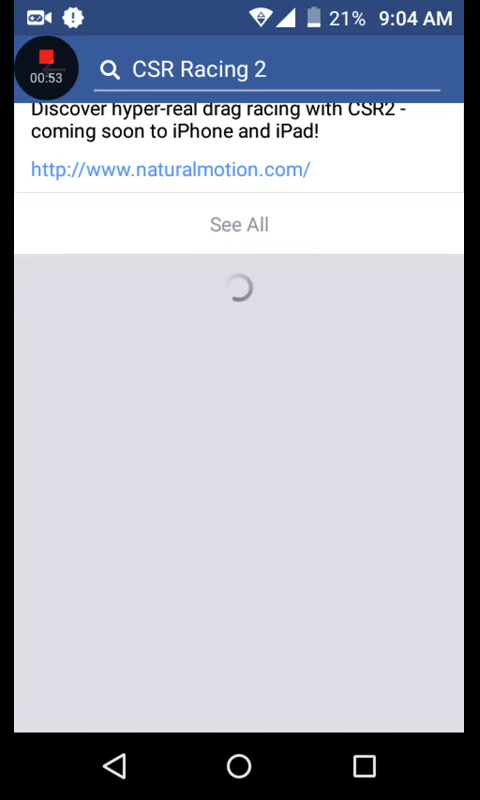 21% 9:04 AM
00:53
CSR Racing 2
Discover hyper-real drag racing with CSR2 -
coming soon to iPhone and iPad!
http://www.naturalmotion.com/
See All